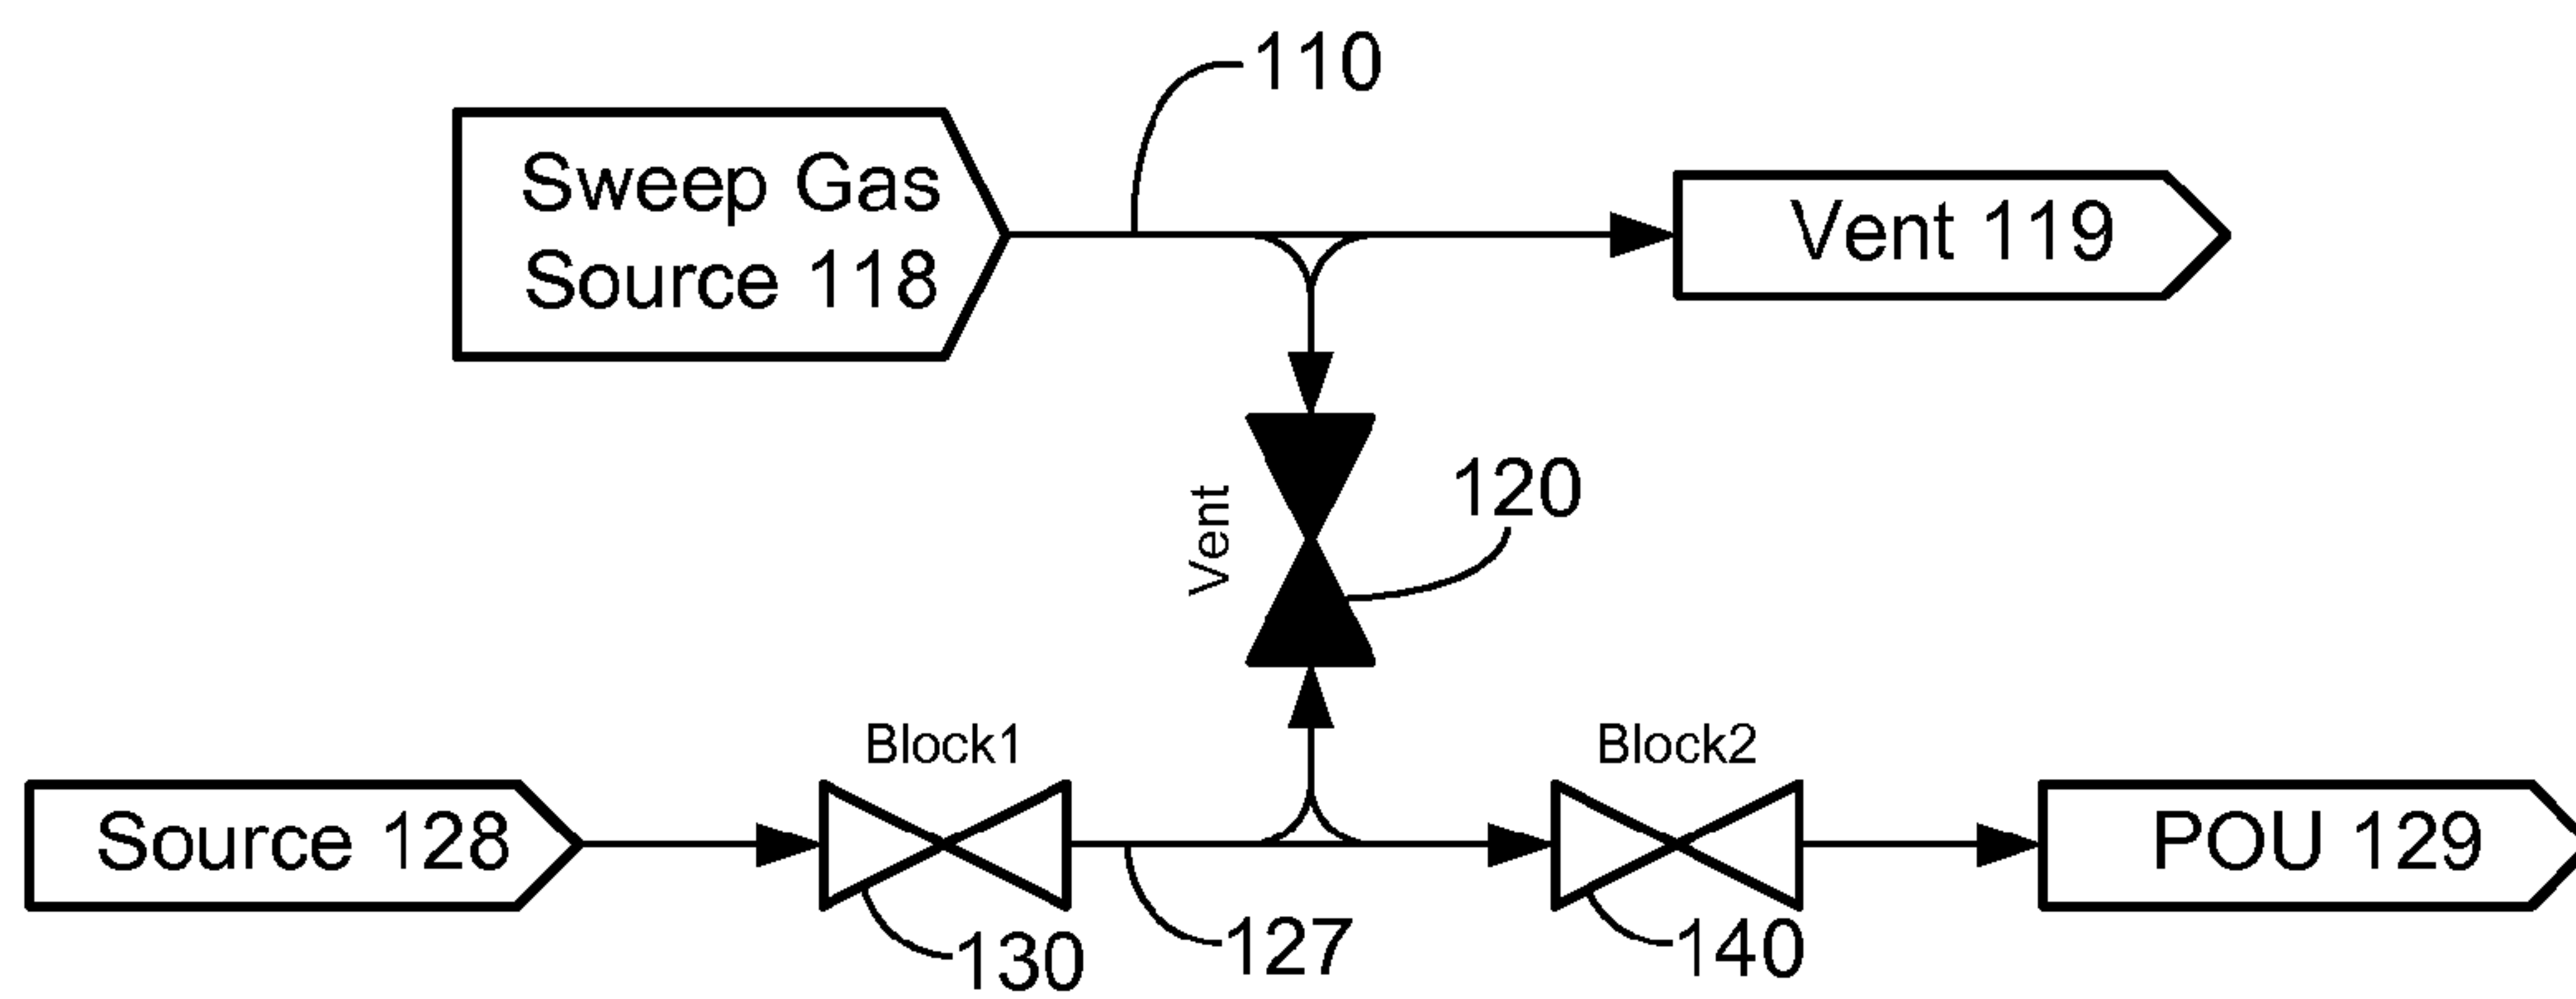 110
Sweep Gas
Source 118
Vent 119
Vent
120
Block1
Block2
Source 128
POU 129
130
127
140